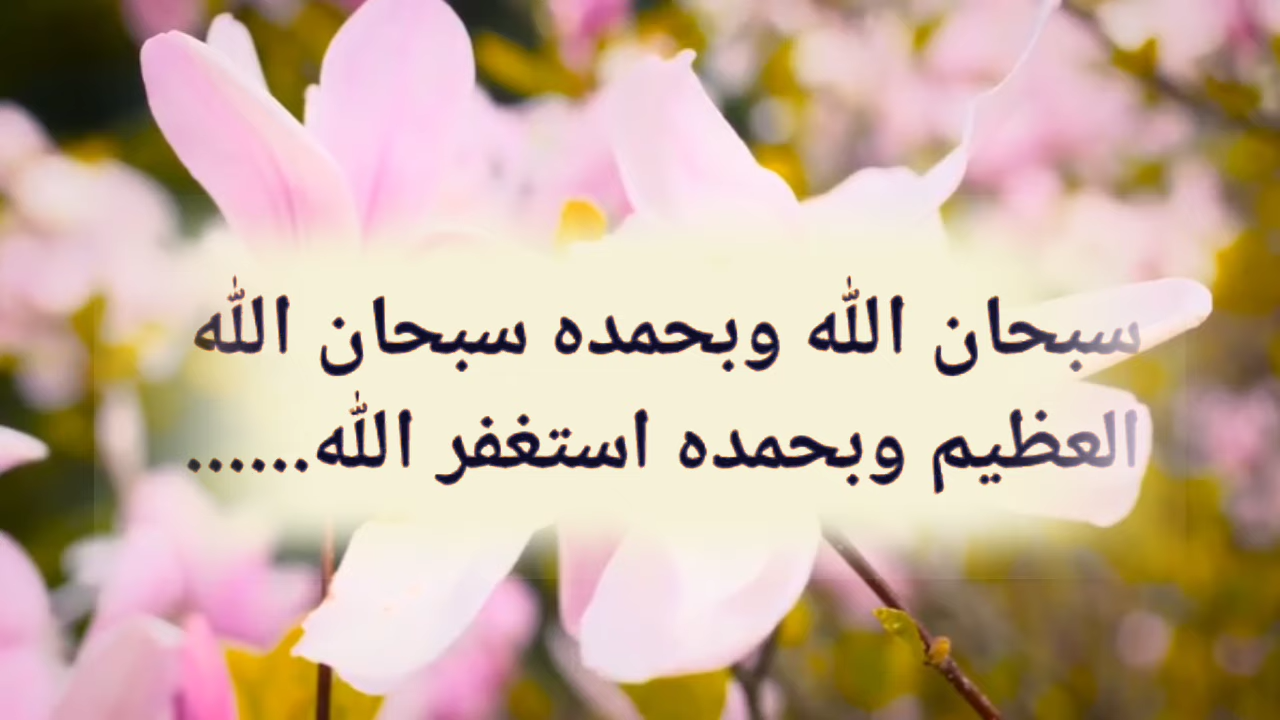 سبحان الله وبحمده سبحان الله
العظيم وبحمده استغفر الله......